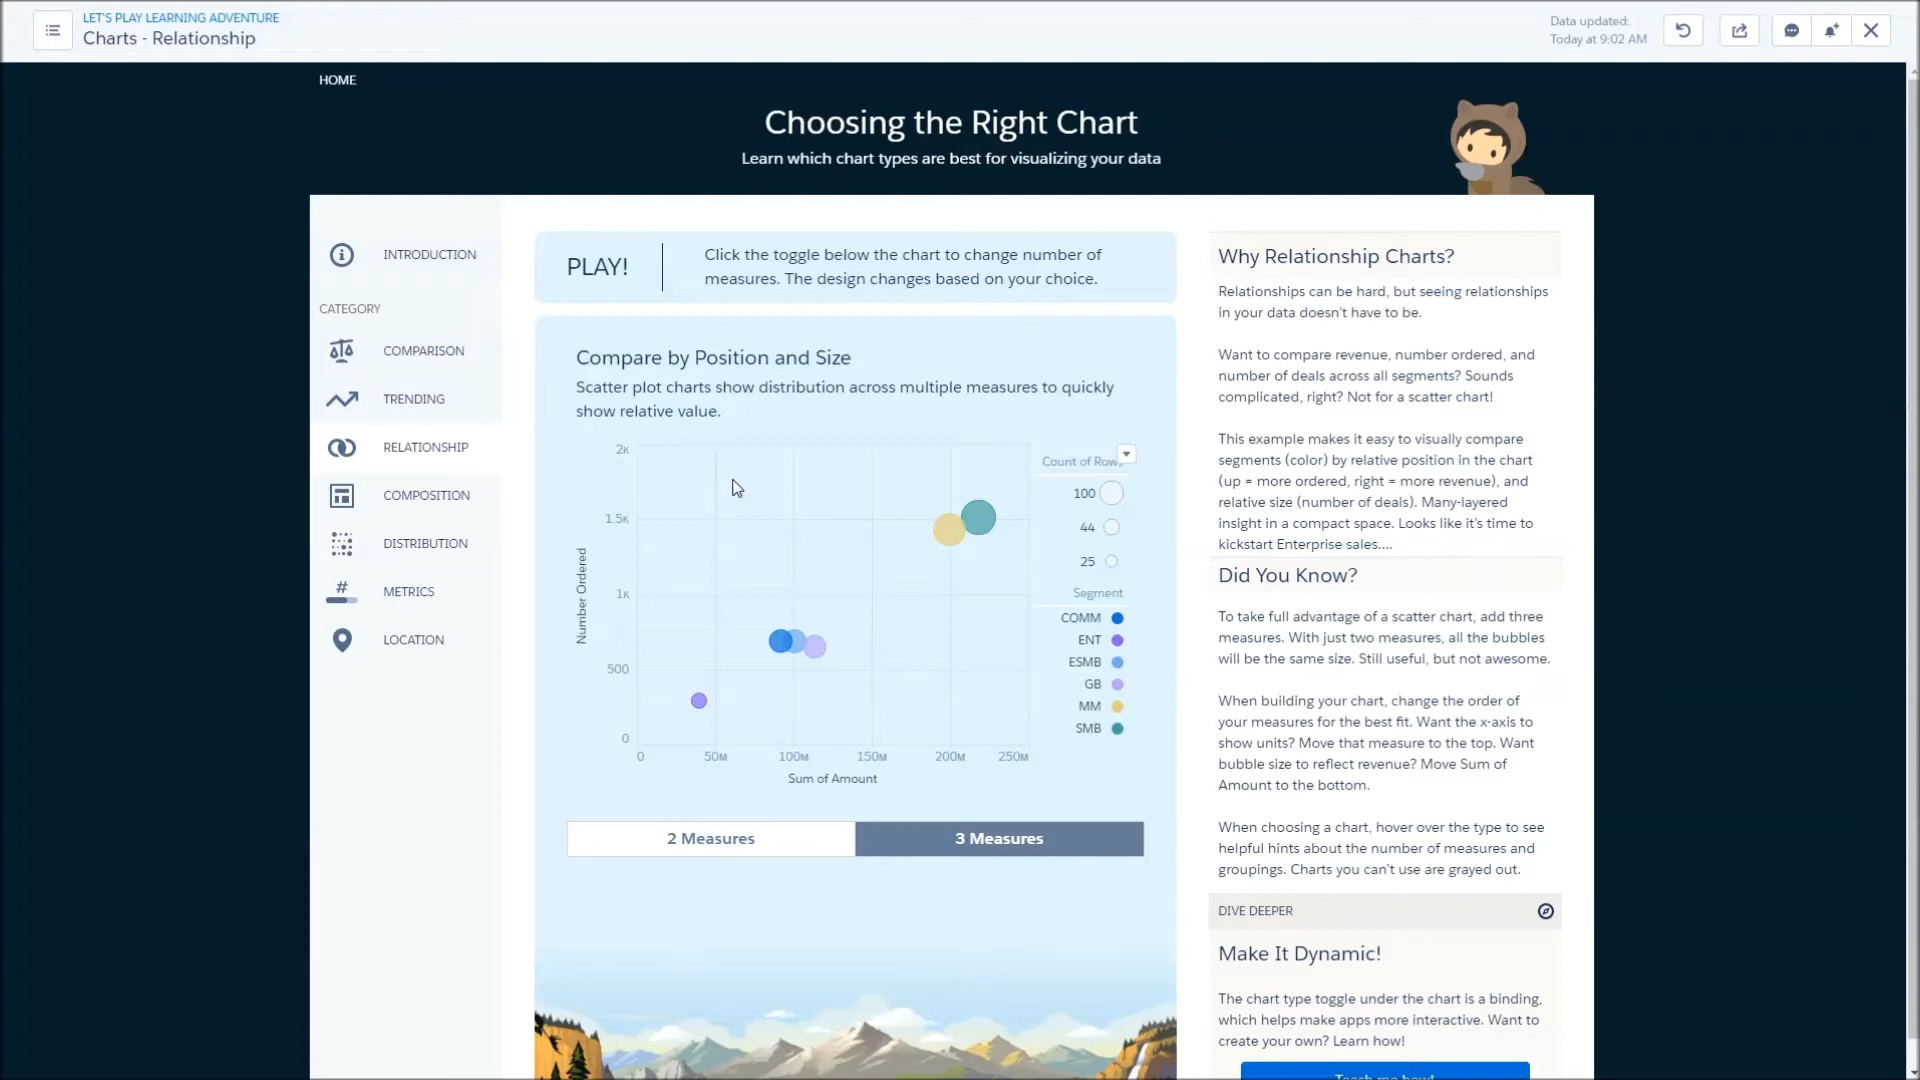 LET'S PLAY LEARNING ADVENTURE
Charts - Relationship
Data updated:
Today at 9:02 AM
HOME
Choosing the Right Chart
Learn which chart types are best for visualizing your data
INTRODUCTION
CATEGORY
COMPARISON
TRENDING
RELATIONSHIP
COMPOSITION
DISTRIBUTION
#
METRICS
LOCATION
PLAY!
Click the toggle below the chart to change number of
measures. The design changes based on your choice.
Compare by Position and Size
Scatter plot charts show distribution across multiple measures to quickly
show relative value.
2K
1.5K
1K
500
0
Number Ordered
0
50M
100M
150M
200M
250M
Sum of Amount
Count of Rows
100
44
25
Segment
COMM
ENT
ESMB
GB
MM
SMB
2 Measures
3 Measures
Why Relationship Charts?
Relationships can be hard, but seeing relationships
in your data doesn't have to be.
Want to compare revenue, number ordered, and
number of deals across all segments? Sounds
complicated, right? Not for a scatter chart!
This example makes it easy to visually compare
segments (color) by relative position in the chart
(up = more ordered, right = more revenue), and
relative size (number of deals). Many-layered
insight in a compact space. Looks like it's time to
kickstart Enterprise sales....
Did You Know?
To take full advantage of a scatter chart, add three
measures. With just two measures, all the bubbles
will be the same size. Still useful, but not awesome.
When building your chart, change the order of
your measures for the best fit. Want the x-axis to
show units? Move that measure to the top. Want
bubble size to reflect revenue? Move Sum of
Amount to the bottom.
When choosing a chart, hover over the type to see
helpful hints about the number of measures and
groupings. Charts you can't use are grayed out.
DIVE DEEPER
Make It Dynamic!
The chart type toggle under the chart is a binding,
which helps make apps more interactive. Want to
create your own? Learn how!
Teach me how!